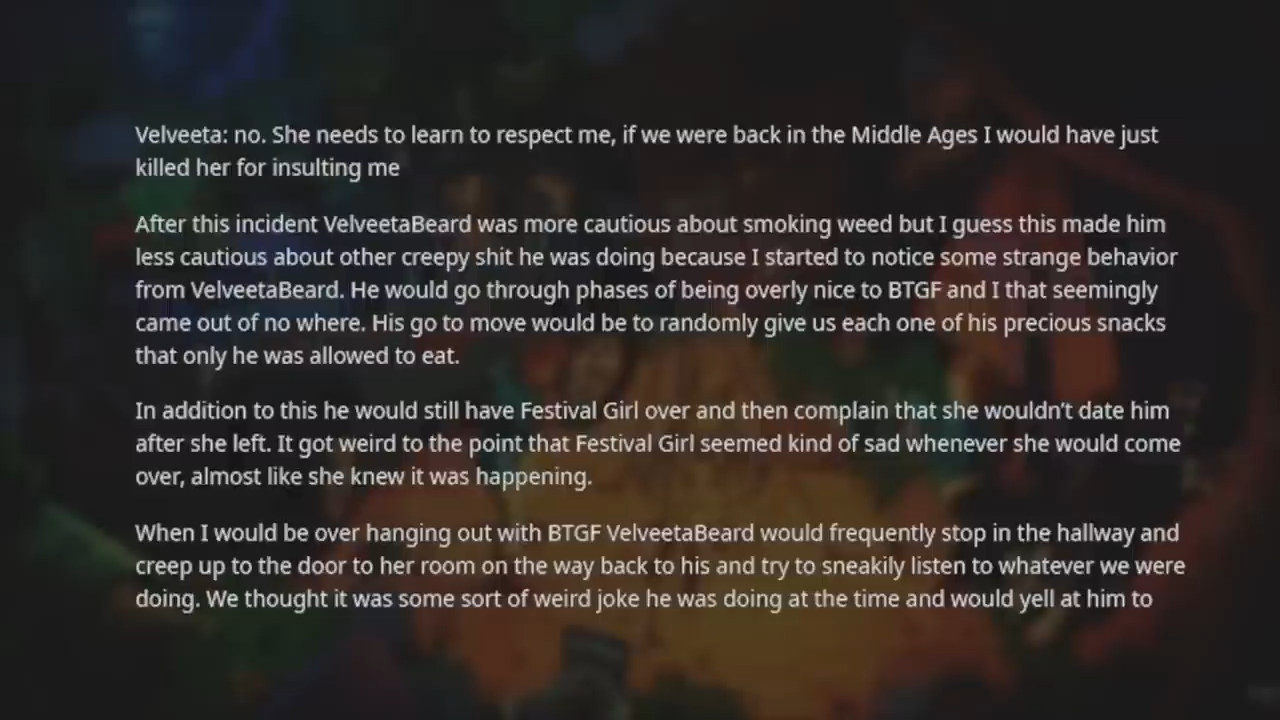 Velveeta: no. She needs to learn to respect me, if we were back in the Middle Ages I would have just
killed her for insulting me
After this incident VelveetaBeard was more cautious about smoking weed but I guess this made him
less cautious about other creepy shit he was doing because I started to notice some strange behavior
from VelveetaBeard. He would go through phases of being overly nice to BTGF and I that seemingly
came out of no where. His go to move would be to randomly give us each one of his precious snacks
that only he was allowed to eat.
In addition to this he would still have Festival Girl over and then complain that she wouldn't date him
after she left. It got weird to the point that Festival Girl seemed kind of sad whenever she would come
over, almost like she knew it was happening.
When I would be over hanging out with BTGF VelveetaBeard would frequently stop in the hallway and
creep up to the door to her room on the way back to his and try to sneakily listen to whatever we were
doing. We thought it was some sort of weird joke he was doing at the time and would yell at him to